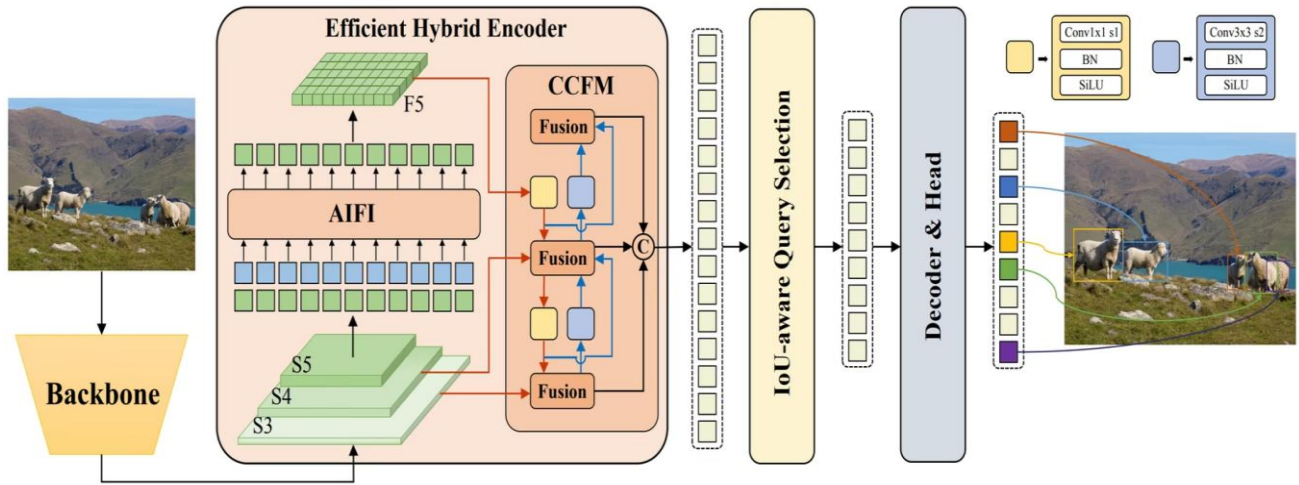 Efficient Hybrid Encoder
CCFM
F5
Fusion
AIFI
Fusion
C
S5
S4
S3
Fusion
Backbone
IoU-aware Query Selection
Decoder & Head
Conv1x1 s1
BN
SiLU
Conv3x3 s2
BN
SiLU